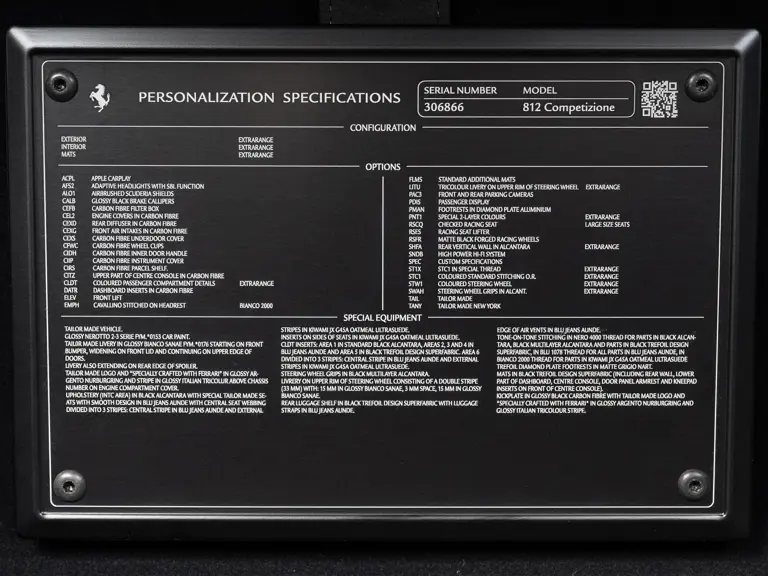 PERSONALIZATION SPECIFICATIONS
SERIAL NUMBER MODEL
306866 812 Competizione
CONFIGURATION
EXTERIOR EXTRARANGE
INTERIOR EXTRARANGE
MATS EXTRARANGE
OPTIONS
ACPL APPLE CARPLAY
AFS2 ADAPTIVE HEADLIGHTS WITH SBL FUNCTION
ALO1 AIRBRUSHED SCUDERIA SHIELDS
CALB GLOSSY BLACK BRAKE CALLIPERS
CEFB CARBON FIBRE FILTER BOX
CEL2 ENGINE COVERS IN CARBON FIBRE
CEXD REAR DIFFUSER IN CARBON FIBRE
CEXG FRONT AIR INTAKES IN CARBON FIBRE
CEXS CARBON FIBRE UNDERDOOR COVER
CFWC CARBON FIBRE WHEEL CUPS
CIDH CARBON FIBRE INNER DOOR HANDLE
CIIP CARBON FIBRE INSTRUMENT COVER
CIRS CARBON FIBRE PARCEL SHELF.
CITZ UPPER PART OF CENTRE CONSOLE IN CARBON FIBRE
CLDT COLOURED PASSENGER COMPARTMENT DETAILS EXTRARANGE
DATR DASHBOARD INSERTS IN CARBON FIBRE
ELEV FRONT LIFT
EMPH CAVALLINO STITCHED ON HEADREST BIANCO 2000
FLMS STANDARD ADDITIONAL MATS
LITU TRICOLOUR LIVERY ON UPPER RIM OF STEERING WHEEL EXTRARANGE
PAC3 FRONT AND REAR PARKING CAMERAS
PDIS PASSENGER DISPLAY
PMAN FOOTRESTS IN DIAMOND PLATE ALUMINIUM
PNT1 SPECIAL 2-LAYER COLOURS EXTRARANGE
RSCQ CHECKED RACING SEAT LARGE SIZE SEATS
RSES RACING SEAT LIFTER
RSFR MATTE BLACK FORGED RACING WHEELS
SHFA REAR VERTICAL WALL IN ALCANTARA EXTRARANGE
SNDB HIGH POWER HI-FI SYSTEM
SPEC CUSTOM SPECIFICATIONS
ST1X STC1 IN SPECIAL THREAD EXTRARANGE
STC1 COLOURED STANDARD STITCHING O.R. EXTRARANGE
STW1 COLOURED STEERING WHEEL EXTRARANGE
SWAH STEERING WHEEL GRIPS IN ALCANT. EXTRARANGE
TAIL TAILOR MADE
TANY TAILOR MADE NEW YORK
SPECIAL EQUIPMENT
TAILOR MADE VEHICLE.
GLOSSY NEROTTO 2-3 SERIE PYM. *0153 CAR PAINT.
TAILOR MADE LIVERY IN GLOSSY BIANCO SANAE PYM.*0176 STARTING ON FRONT
BUMPER, WIDENING ON FRONT LID AND CONTINUING ON UPPER EDGE OF
DOORS.
LIVERY ALSO EXTENDING ON REAR EDGE OF SPOILER.
TAILOR MADE LOGO AND "SPECIALLY CRAFTED WITH FERRARI" IN GLOSSY AR-
GENTO NURBURGRING AND STRIPE IN GLOSSY ITALIAN TRICOLUR ABOVE CHASSIS
NUMBER ON ENGINE COMPARTMENT COVER.
UPHOLSTERY (INTC AREA) IN BLACK ALCANTARA WITH SPECIAL TAILOR MADE SE-
ATS WITH SMOOTH DESIGN IN BLU JEANS AUNDE WITH CENTRAL SEAT WEBBING
DIVIDED INTO 3 STRIPES: CENTRAL STRIPE IN BLU JEANS AUNDE AND EXTERNAL
STRIPES IN KIWAMI JX G45A OATMEAL ULTRASUEDE.
INSERTS ON SIDES OF SEATS IN KIWAMI JX G45A OATMEAL ULTRASUEDE.
CLDT INSERTS: AREA 1 IN STANDARD BLACK ALCANTARA, AREAS 2, 3 AND 4 IN
BLU JEANS AUNDE AND AREA 5 IN BLACK TREFOIL DESIGN SUPERFABRIC. AREA 6
DIVIDED INTO 3 STRIPES: CENTRAL STRIPE IN BLU JEANS AUNDE AND EXTERNAL
STRIPES IN KIWAMI JX G45A OATMEAL ULTRASUEDE.
STEERING WHEEL GRIPS IN BLACK MULTILAYER ALCANTARA.
LIVERY ON UPPER RIM OF STEERING WHEEL CONSISTING OF A DOUBLE STRIPE
(33 MM) WITH: 15 MM IN GLOSSY BIANCO SANAE, 3 MM SPACE, 15 MM IN GLOSSY
BIANCO SANAE.
REAR LUGGAGE SHELF IN BLACK TREFOIL DESIGN SUPERFABRIC WITH LUGGAGE
STRAPS IN BLU JEANS AUNDE.
EDGE OF AIR VENTS IN BLU JEANS AUNDE.
TONE-ON-TONE STITCHING IN NERO 4000 THREAD FOR PARTS IN BLACK ALCAN-
TARA, BLACK MULTILAYER ALCANTARA AND PARTS IN BLACK TREFOIL DESIGN
SUPERFABRIC, IN BLU 1078 THREAD FOR ALL PARTS IN BLU JEANS AUNDE, IN
BIANCO 2000 THREAD FOR PARTS IN KIWAMI JX G45A OATMEAL ULTRASUEDE
TREFOIL DIAMOND PLATE FOOTRESTS IN MATTE GRIGIO NART.
MATS IN BLACK TREFOIL DESIGN SUPERFABRIC (INCLUDING REAR WALL, LOWER
PART OF DASHBOARD, CENTRE CONSOLE, DOOR PANEL ARMREST AND KNEEPAD
INSERTS ON FRONT OF CENTRE CONSOLE).
KICKPLATE IN GLOSSY BLACK CARBON FIBRE WITH TAILOR MADE LOGO AND
"SPECIALLY CRAFTED WITH FERRARI" IN GLOSSY ARGENTO NURBURGRING AND
GLOSSY ITALIAN TRICOLOUR STRIPE.